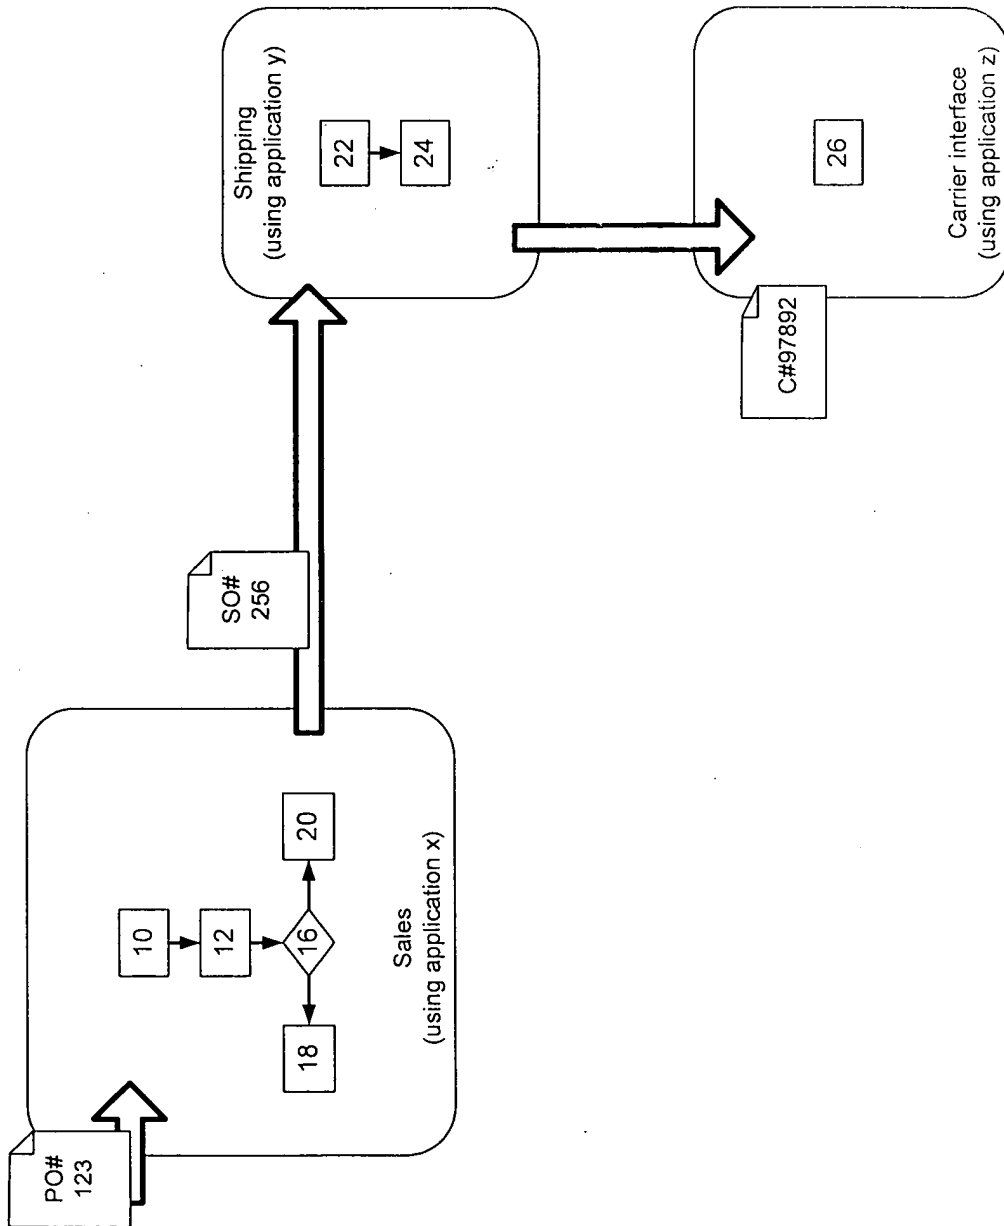 PO#
123
10
12
16
18
20
Sales
(using application x)
SO#
256
Shipping
(using application y)
22
24
C#97892
26
Carrier interface
(using application z)